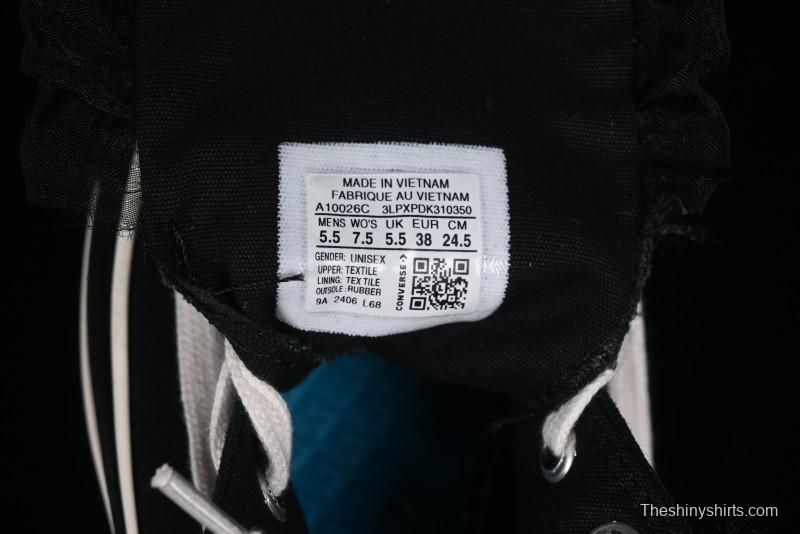 MADE IN VIETNAM
FABRIQUE AU VIETNAM
A10026C 3LPXPDK310350
MENS WO'S UK EUR CM
5.5 7.5 5.5 38 24.5
GENDER: UNISEX
UPPER: TEXTILE
LINING: TEXTILE
OUTSOLE: RUBBER
9A 2406 L68
CONVERSE
Theshinyshirts.com